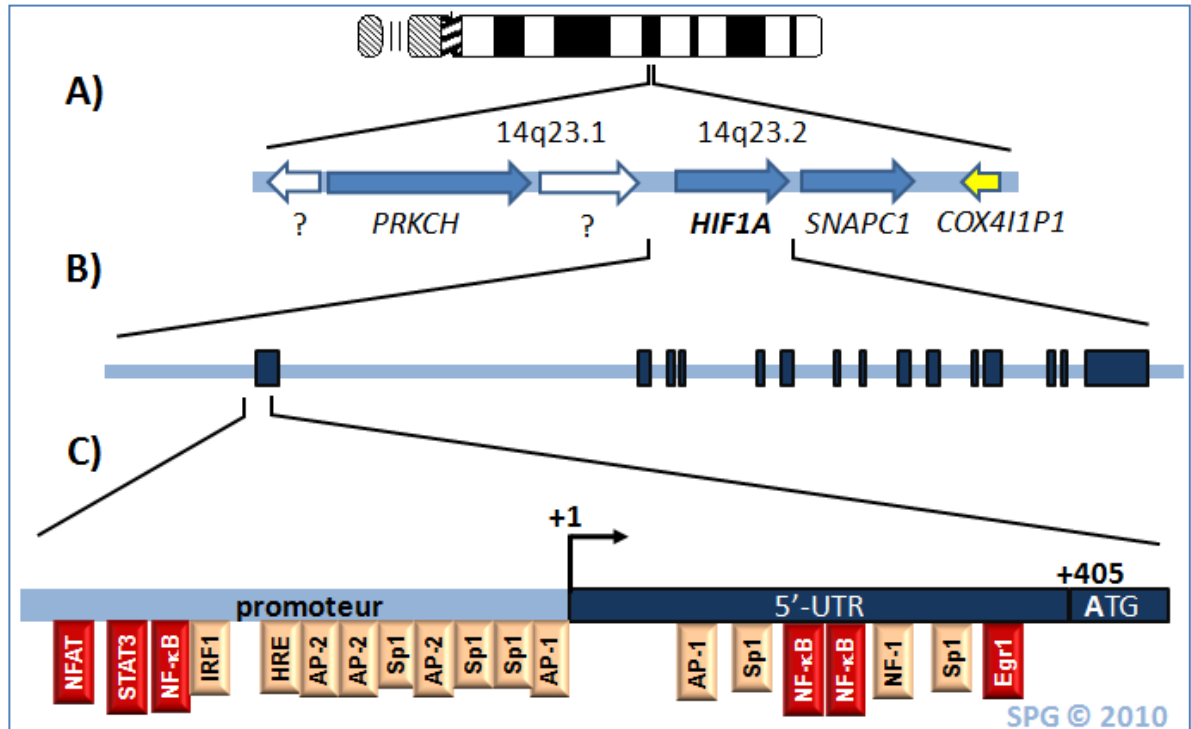 A)
14q23.1 14q23.2
? PRKCH ? HIF1A SNAPC1 COX4I1P1
B)
C)
+1
+405
promoteur 5’-UTR ATG
NFAT STAT3 NF-κB IRF1 HRE AP-2 AP-2 Sp1 AP-2 Sp1 Sp1 AP-1 AP-1 Sp1 NF-κB NF-κB NF-1 Sp1 Egr1
SPG © 2010